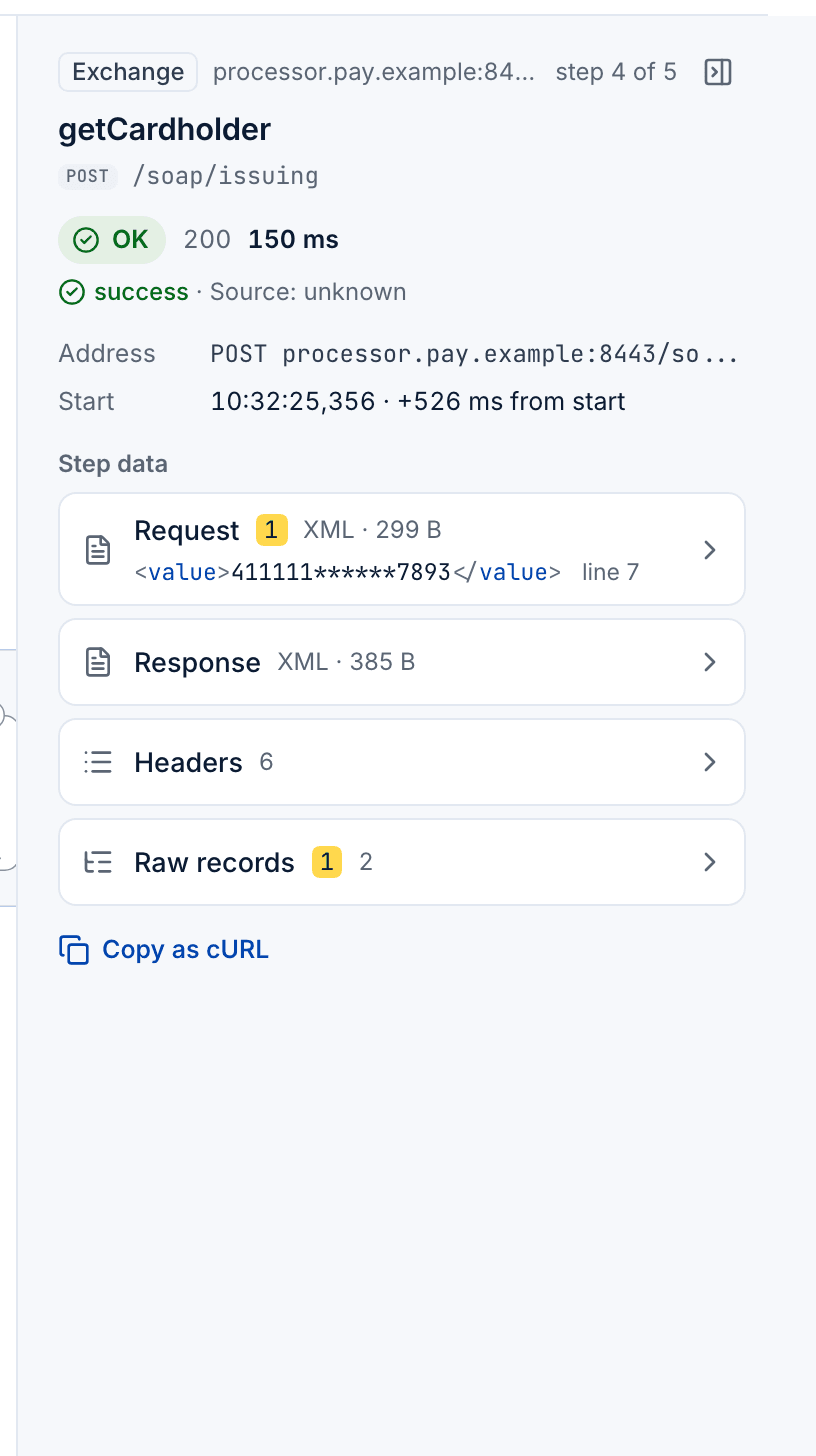 Exchange processor.pay.example:84... step 4 of 5
getCardholder
POST /soap/issuing
OK 200 150 ms
success · Source: unknown
Address POST processor.pay.example:8443/so...
Start 10:32:25,356 · +526 ms from start
Step data
Request 1 XML · 299 B
<value>411111******7893</value> line 7
Response XML · 385 B
Headers 6
Raw records 1 2
Copy as cURL